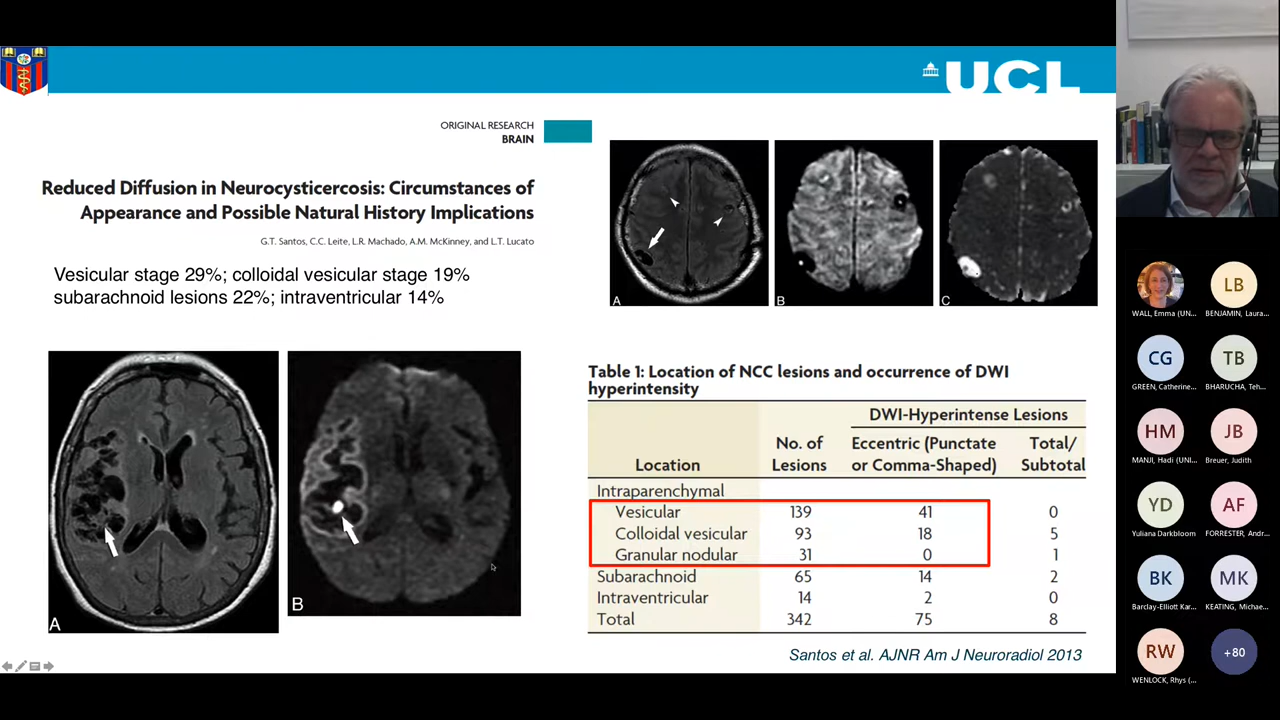 UCL
ORIGINAL RESEARCH
BRAIN
Reduced Diffusion in Neurocysticercosis: Circumstances of
Appearance and Possible Natural History Implications
G.T. Santos, C.C. Leite, L.R. Machado, A.M. McKinney, and L.T. Lucato
Vesicular stage 29%; colloidal vesicular stage 19%
subarachnoid lesions 22%; intraventricular 14%
A
B
C
A
B
Table 1: Location of NCC lesions and occurrence of DWI
hyperintensity
DWI-Hyperintense Lesions
No. of Eccentric (Punctate Total/
Location Lesions or Comma-Shaped) Subtotal
Intraparenchymal
Vesicular 139 41 0
Colloidal vesicular 93 18 5
Granular nodular 31 0 1
Subarachnoid 65 14 2
Intraventricular 14 2 0
Total 342 75 8
Santos et al. AJNR Am J Neuroradiol 2013
LB
WALL, Emma (UN... BENJAMIN, Laura...
CG TB
GREEN, Catherine... BHARUCHA, Teh...
HM JB
MANJI, Hadi (UNI... Breuer, Judith
YD AF
Yuliana Darkbloom FORRESTER, Andr...
BK MK
Barclay-Elliott Kar... KEATING, Michae...
RW +80
WENLOCK, Rhys (...